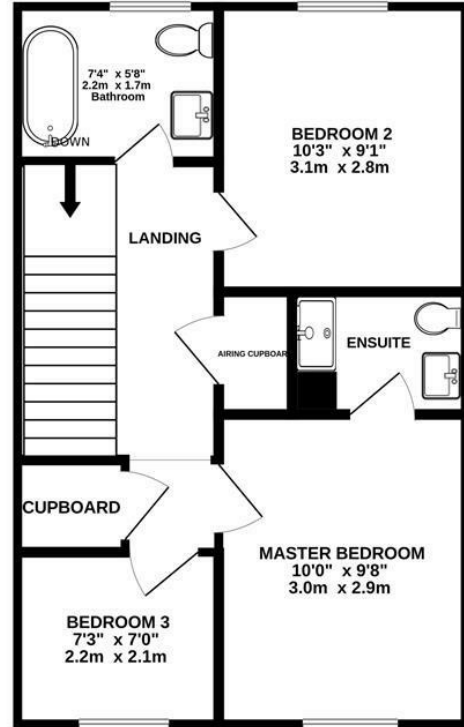 7'4" x 5'8"
2.2m x 1.7m
Bathroom
DOWN
BEDROOM 2
10'3" x 9'1"
3.1m x 2.8m
LANDING
AIRING CUPBOAR
ENSUITE
CUPBOARD
MASTER BEDROOM
10'0" x 9'8"
3.0m x 2.9m
BEDROOM 3
7'3" x 7'0"
2.2m x 2.1m